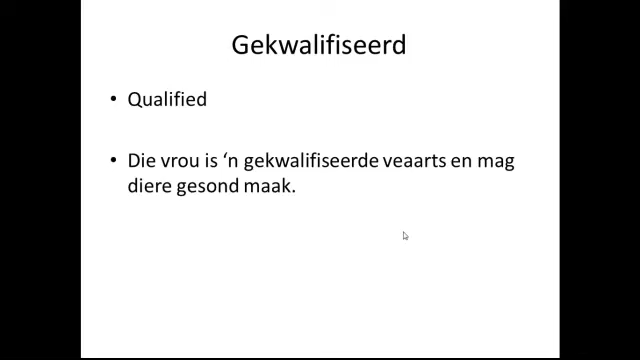 Gekwalifiseerd
• Qualified
• Die vrou is ‘n gekwalifiseerde veaarts en mag
diere gesond maak.